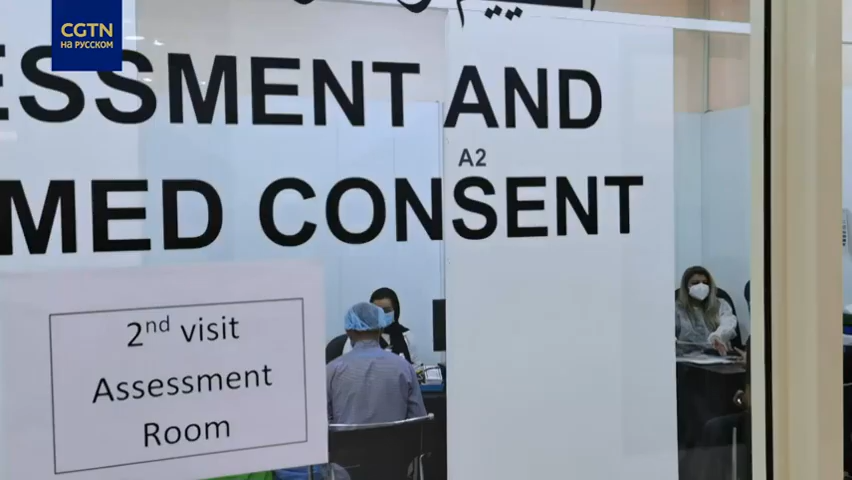 CGTN
НА РУССКОМ
ESSMENT AND
A2
MED CONSENT
2nd visit
Assessment
Room